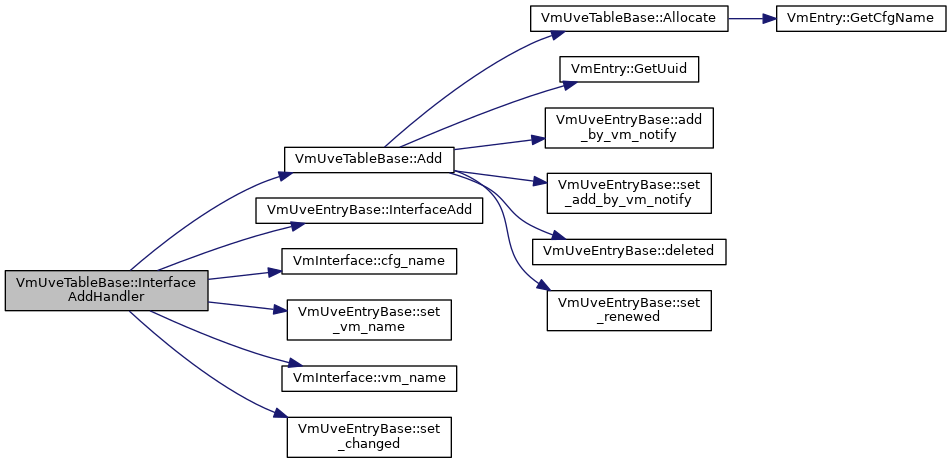 VmUveTableBase::Interface
AddHandler
VmUveTableBase::Add
VmUveEntryBase::InterfaceAdd
VmInterface::cfg_name
VmUveEntryBase::set
_vm_name
VmInterface::vm_name
VmUveEntryBase::set
_changed
VmUveTableBase::Allocate
VmEntry::GetUuid
VmUveEntryBase::add
_by_vm_notify
VmUveEntryBase::set
_add_by_vm_notify
VmUveEntryBase::deleted
VmUveEntryBase::set
_renewed
VmEntry::GetCfgName